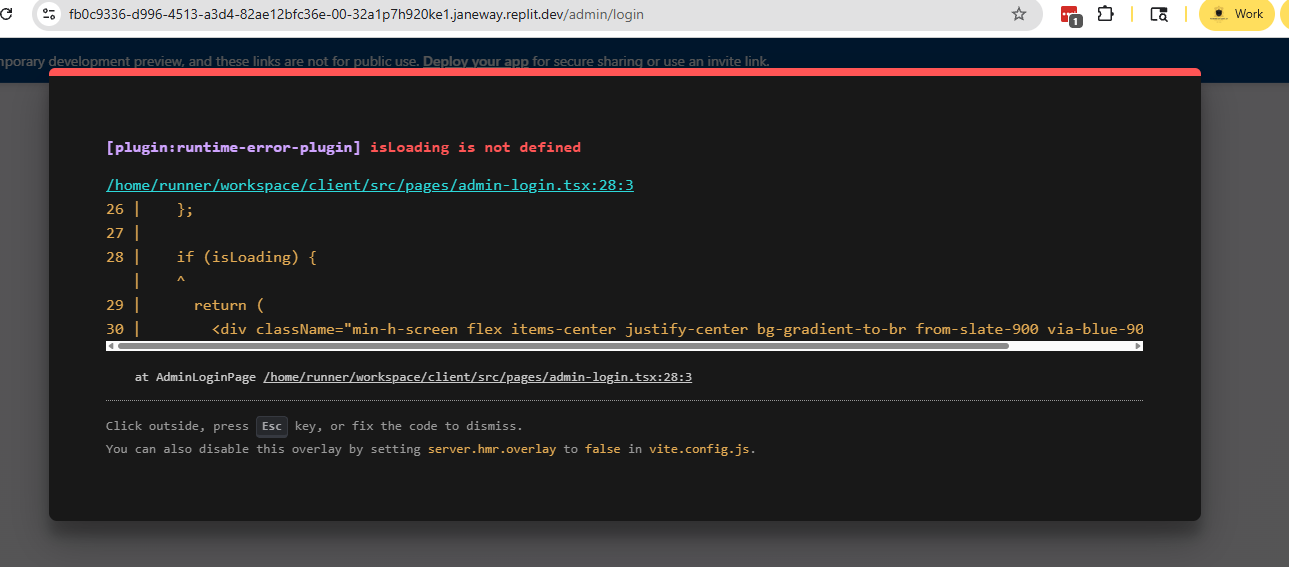 fb0c9336-d996-4513-a3d4-82ae12bfc36e-00-32a1p7h920ke1.janeway.replit.dev/admin/login
1
Work
mporary development preview, and these links are not for public use. Deploy your app for secure sharing or use an invite link.
[plugin:runtime-error-plugin] isLoading is not defined
/home/runner/workspace/client/src/pages/admin-login.tsx:28:3
26 |    };
27 |
28 |    if (isLoading) {
   |    ^
29 |      return (
30 |        <div className="min-h-screen flex items-center justify-center bg-gradient-to-br from-slate-900 via-blue-90
at AdminLoginPage /home/runner/workspace/client/src/pages/admin-login.tsx:28:3
Click outside, press Esc key, or fix the code to dismiss.
You can also disable this overlay by setting server.hmr.overlay to false in vite.config.js.